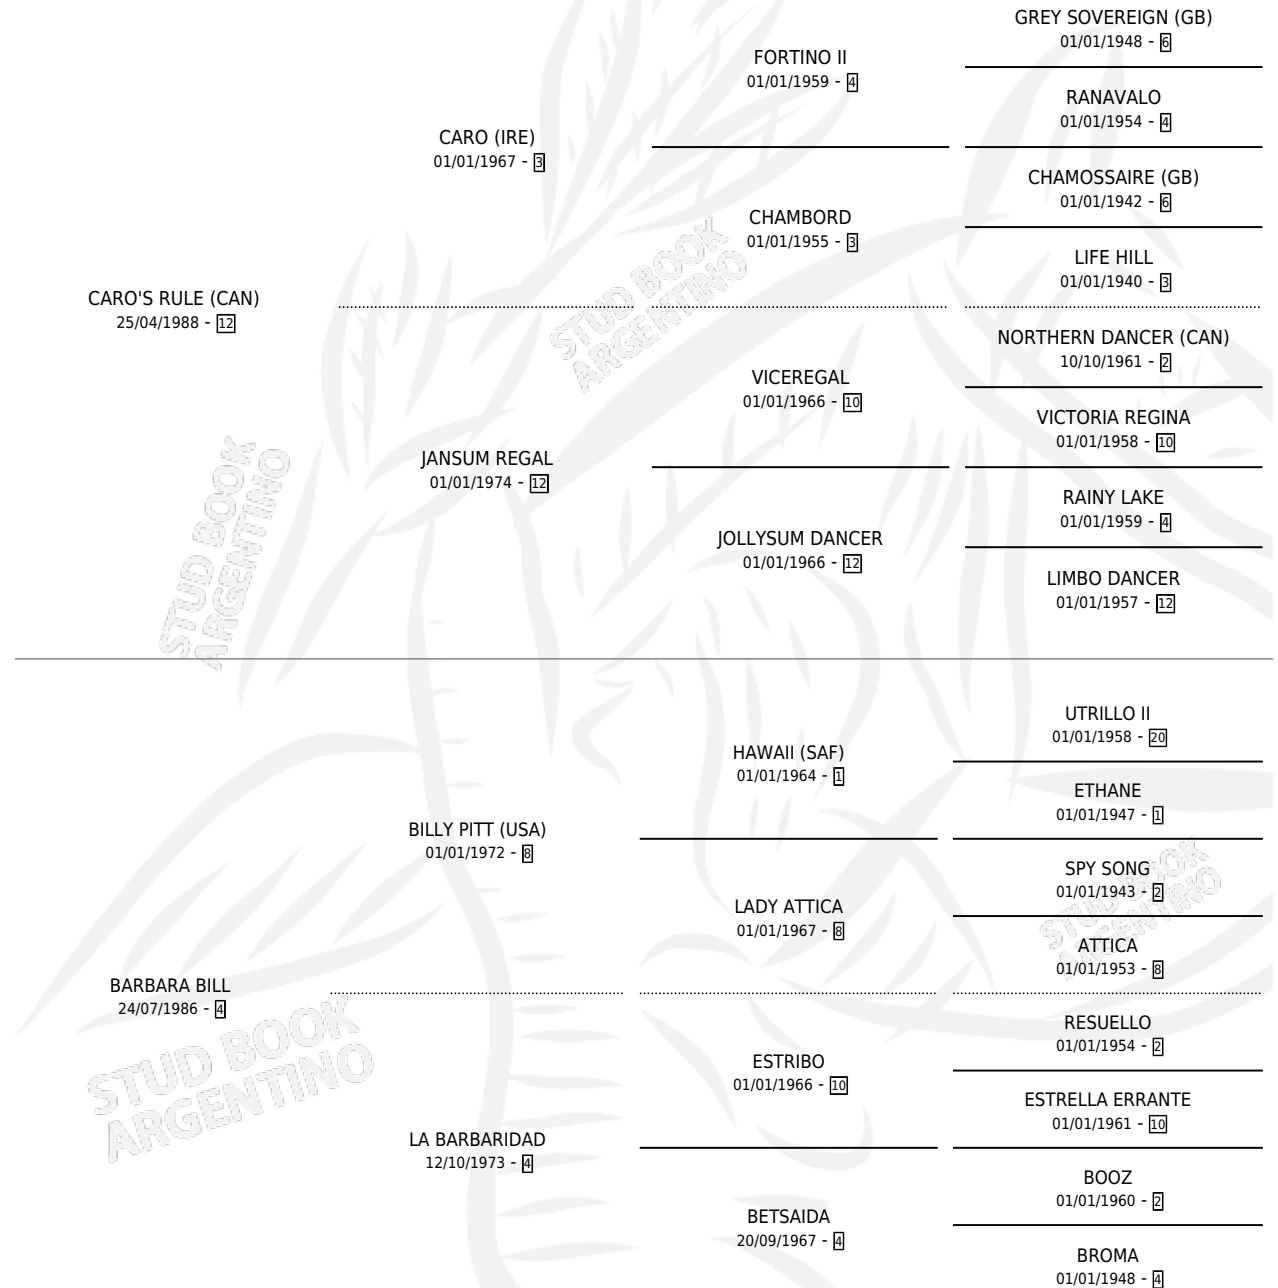 GREY SOVEREIGN (GB)
01/01/1948 - 6
FORTINO II
01/01/1959 - 4
RANAVALO
01/01/1954 - 4
CARO (IRE)
01/01/1967 - 3
CHAMOSSAIRE (GB)
01/01/1942 - 6
CHAMBORD
01/01/1955 - 3
LIFE HILL
01/01/1940 - 3
CARO'S RULE (CAN)
25/04/1988 - 12
STUD BOOK
ARGENTINO
NORTHERN DANCER (CAN)
10/10/1961 - 2
VICEREGAL
01/01/1966 - 10
VICTORIA REGINA
01/01/1958 - 10
JANSUM REGAL
01/01/1974 - 12
RAINY LAKE
01/01/1959 - 4
JOLLYSUM DANCER
01/01/1966 - 12
LIMBO DANCER
01/01/1957 - 12
STUD BOOK
ARGENTINO
UTRILLO II
01/01/1958 - 20
HAWAII (SAF)
01/01/1964 - 1
ETHANE
01/01/1947 - 1
BILLY PITT (USA)
01/01/1972 - 8
SPY SONG
01/01/1943 - 2
LADY ATTICA
01/01/1967 - 8
STUD BOOK
ARGENTINO
ATTICA
01/01/1953 - 8
BARBARA BILL
24/07/1986 - 4
RESUELLO
01/01/1954 - 2
ESTRIBO
01/01/1966 - 10
ESTRELLA ERRANTE
01/01/1961 - 10
STUD BOOK
ARGENTINO
LA BARBARIDAD
12/10/1973 - 4
BOOZ
01/01/1960 - 2
BETSAIDA
20/09/1967 - 4
BROMA
01/01/1948 - 4